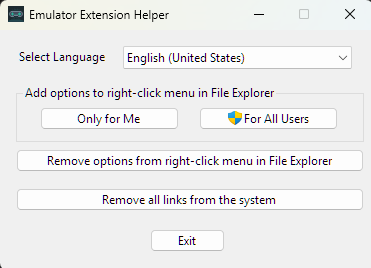 Emulator Extension Helper
Select Language
English (United States)
Add options to right-click menu in File Explorer
Only for Me
For All Users
Remove options from right-click menu in File Explorer
Remove all links from the system
Exit